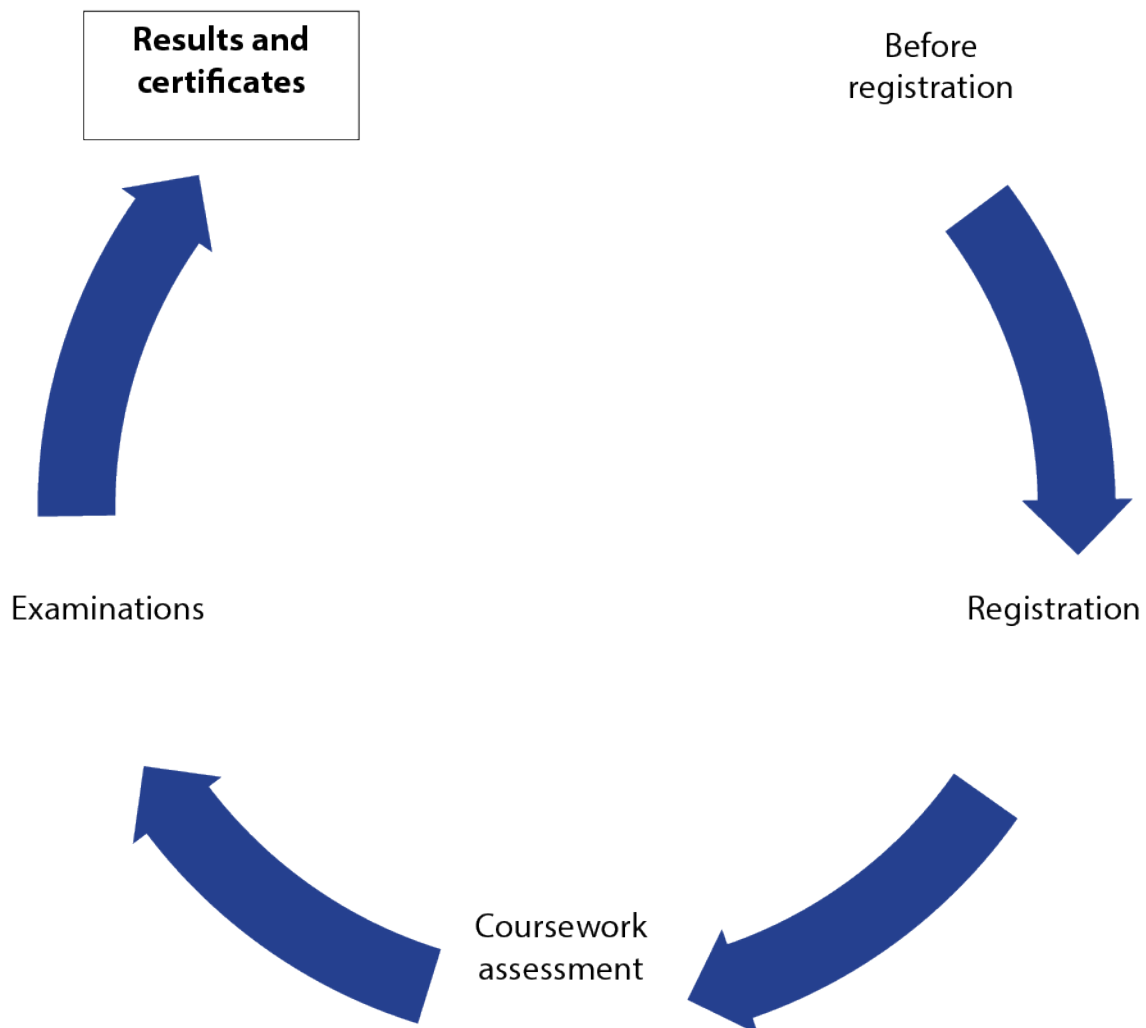 Results and
certificates
Before
registration
Examinations
Registration
Coursework
assessment